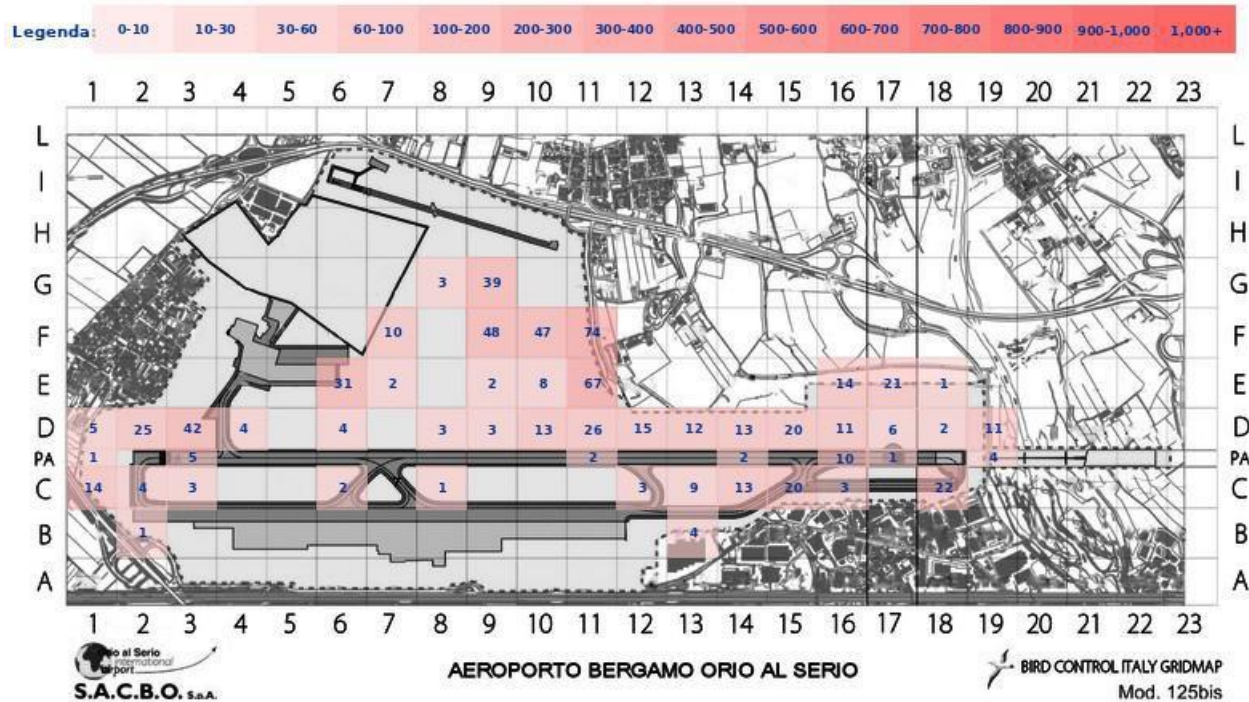 Legenda: 0-10 10-30 30-60 60-100 100-200 200-300 300-400 400-500 500-600 600-700 700-800 800-900 900-1,000 1,000+
1 2 3 4 5 6 7 8 9 10 11 12 13 14 15 16 17 18 19 20 21 22 23
L L
I I
H H
G 3 39 G
F 10 48 47 74 F
E 31 2 2 8 67 14 21 1 E
D 5 25 42 4 4 3 3 13 26 15 12 13 20 11 6 2 11 D
PA 1 5 2 2 10 1 4 PA
C 14 4 3 2 1 3 9 13 20 3 22 C
B 1 4 B
A A
1 2 3 4 5 6 7 8 9 10 11 12 13 14 15 16 17 18 19 20 21 22 23
Orio al Serio
international
airport
S.A.C.B.O. S.p.A.
AEROPORTO BERGAMO ORIO AL SERIO
BIRD CONTROL ITALY GRIDMAP
Mod. 125bis